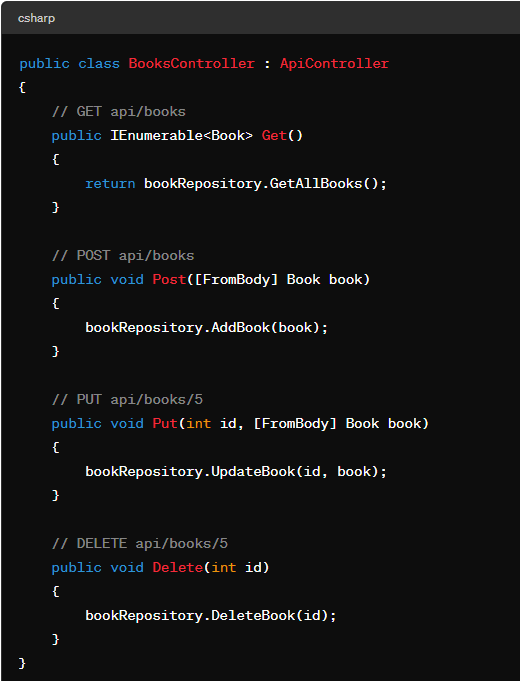 csharp
public class BooksController : ApiController
{
    // GET api/books
    public IEnumerable<Book> Get()
    {
        return bookRepository.GetAllBooks();
    }

    // POST api/books
    public void Post([FromBody] Book book)
    {
        bookRepository.AddBook(book);
    }

    // PUT api/books/5
    public void Put(int id, [FromBody] Book book)
    {
        bookRepository.UpdateBook(id, book);
    }

    // DELETE api/books/5
    public void Delete(int id)
    {
        bookRepository.DeleteBook(id);
    }
}